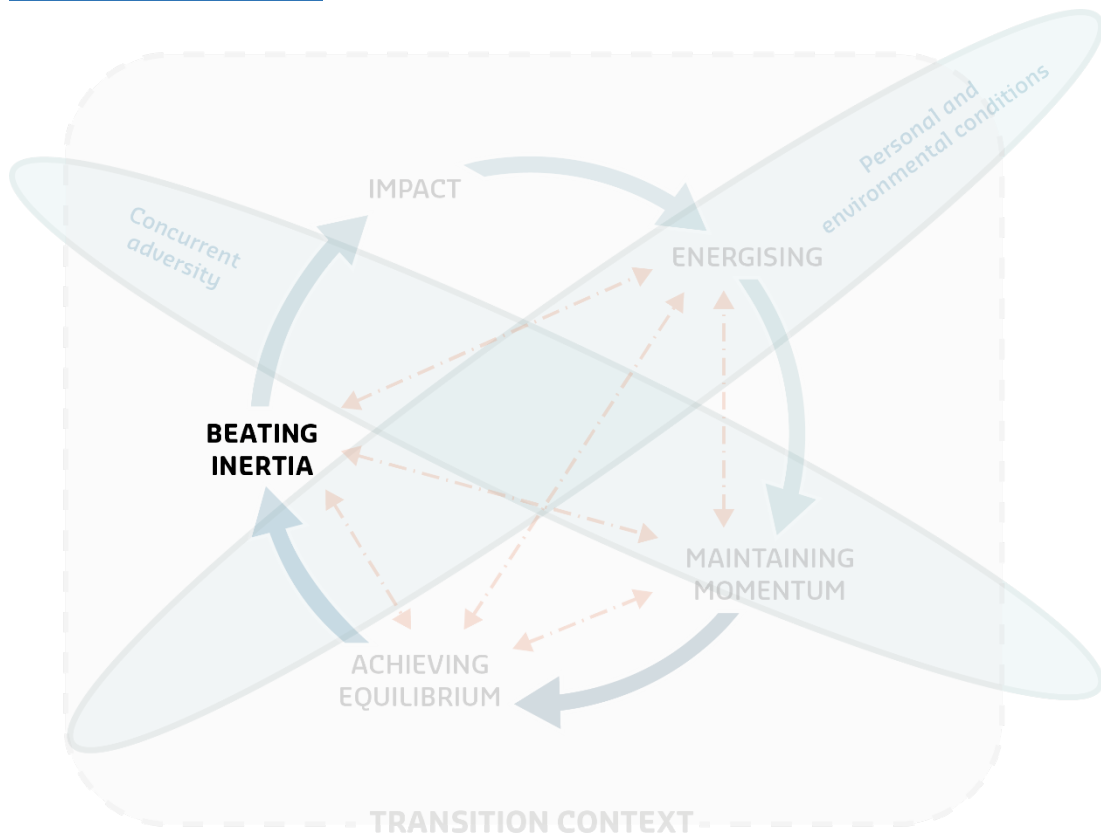 Personal and
environmental conditions
IMPACT
Concurrent
adversity
ENERGISING
BEATING
INERTIA
MAINTAINING
MOMENTUM
ACHIEVING
EQUILIBRIUM
TRANSITION CONTEXT